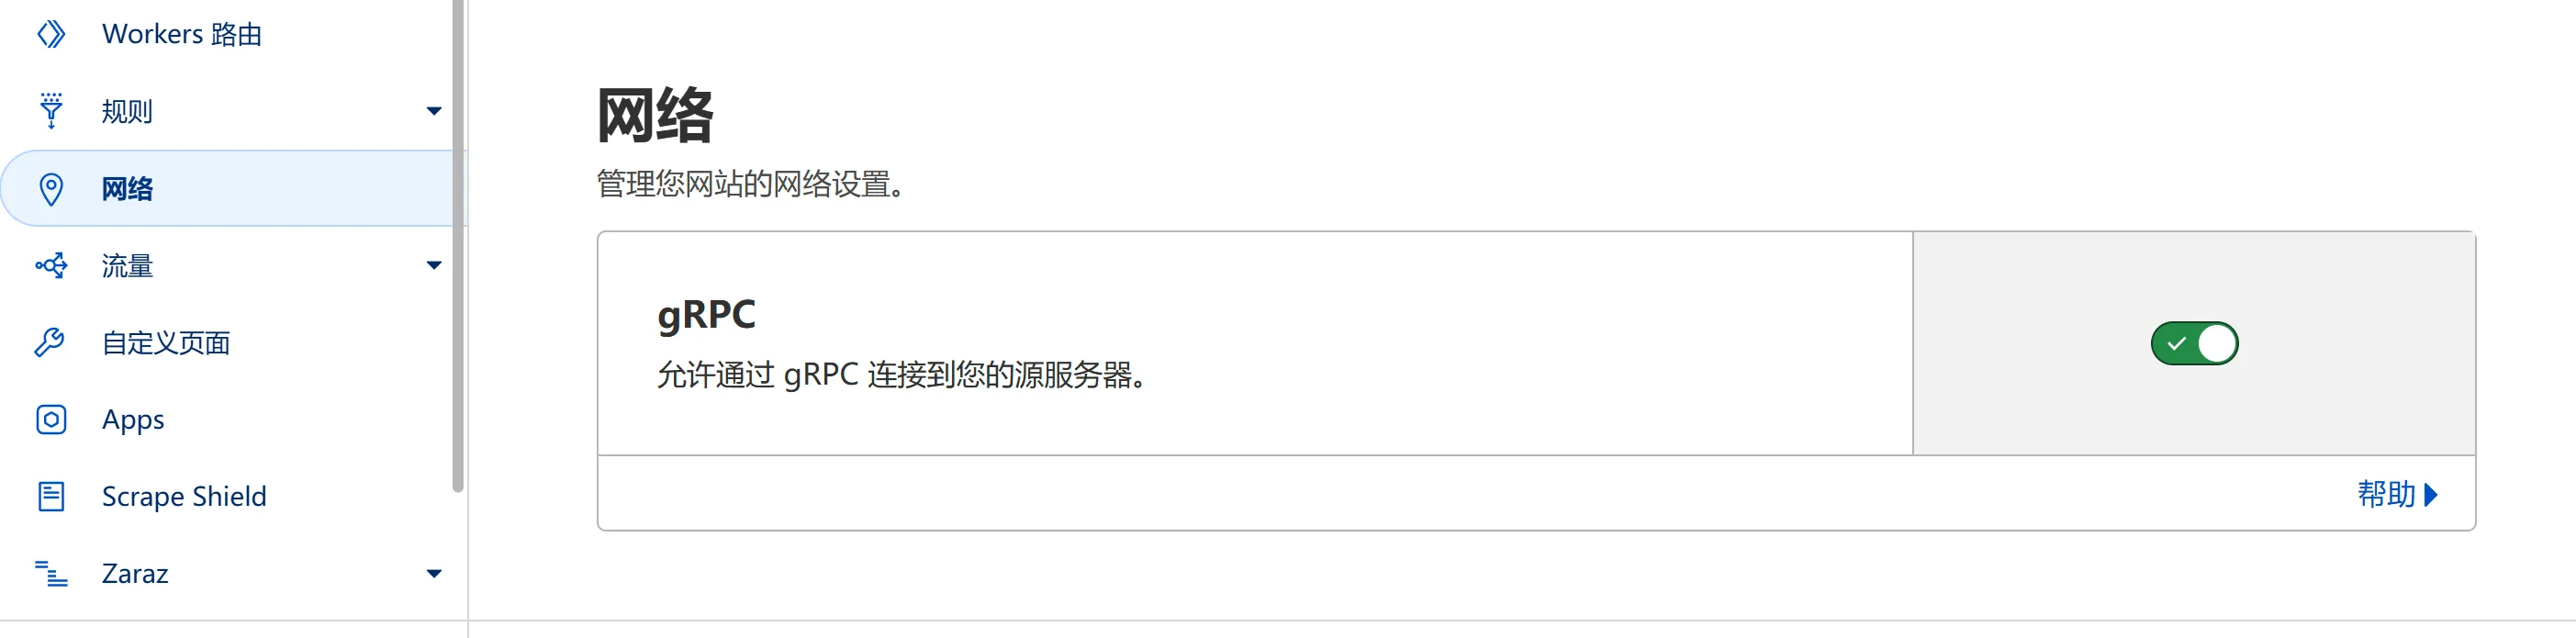 Workers 路由
规则
网络
流量
自定义页面
Apps
Scrape Shield
Zaraz
网络
管理您网站的网络设置。
gRPC
允许通过 gRPC 连接到您的源服务器。
帮助